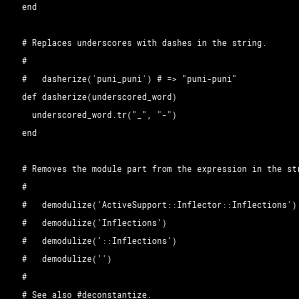 end
# Replaces underscores with dashes in the string.
#
#   dasherize('puni_puni') # => "puni-puni"
def dasherize(underscored_word)
  underscored_word.tr("_", "-")
end
# Removes the module part from the expression in the
#
#   demodulize('ActiveSupport::Inflector::Inflections')
#   demodulize('Inflections')
#   demodulize('::Inflections')
#   demodulize('')
#
# See also #deconstantize.